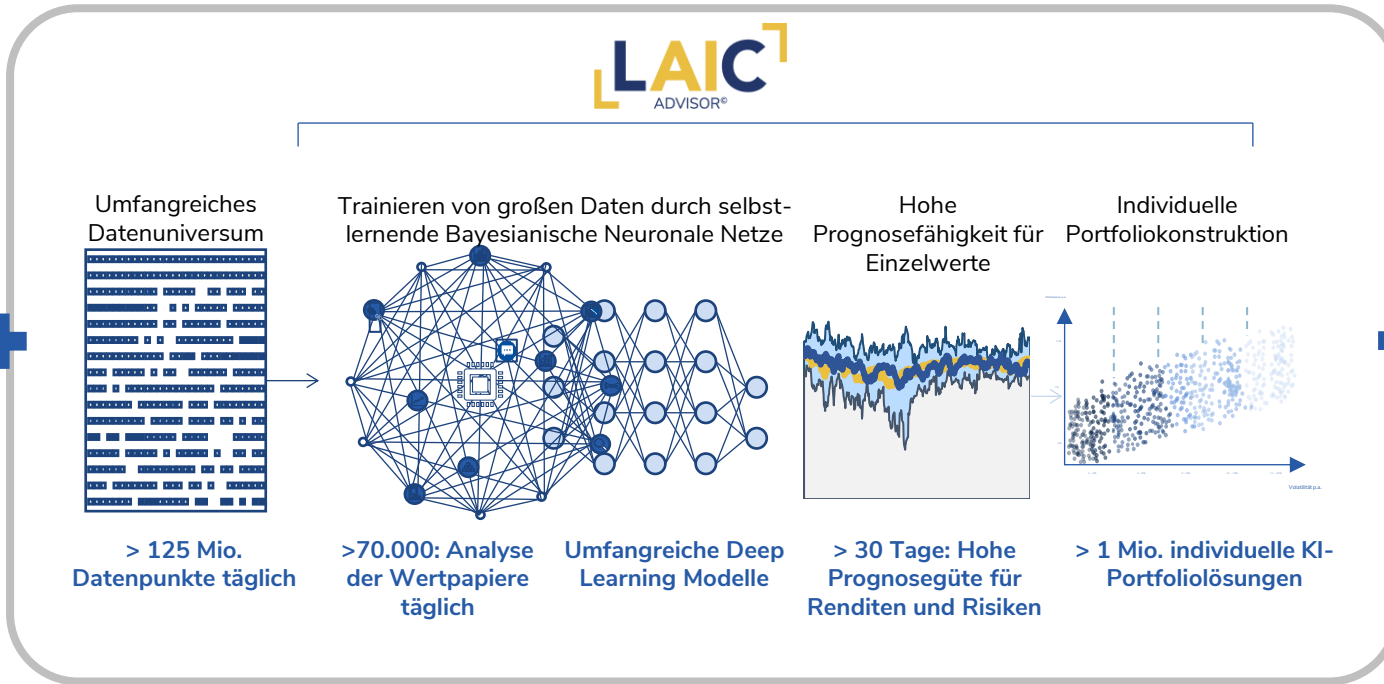 LAIC
ADVISOR©
Umfangreiches
Datenuniversum
Trainieren von großen Daten durch selbst-
lernende Bayesianische Neuronale Netze
Hohe
Prognosefähigkeit für
Einzelwerte
Individuelle
Portfoliokonstruktion
Volatilität p.a.
> 125 Mio.
Datenpunkte täglich
>70.000: Analyse
der Wertpapiere
täglich
Umfangreiche Deep
Learning Modelle
> 30 Tage: Hohe
Prognosegüte für
Renditen und Risiken
> 1 Mio. individuelle KI-
Portfoliolösungen